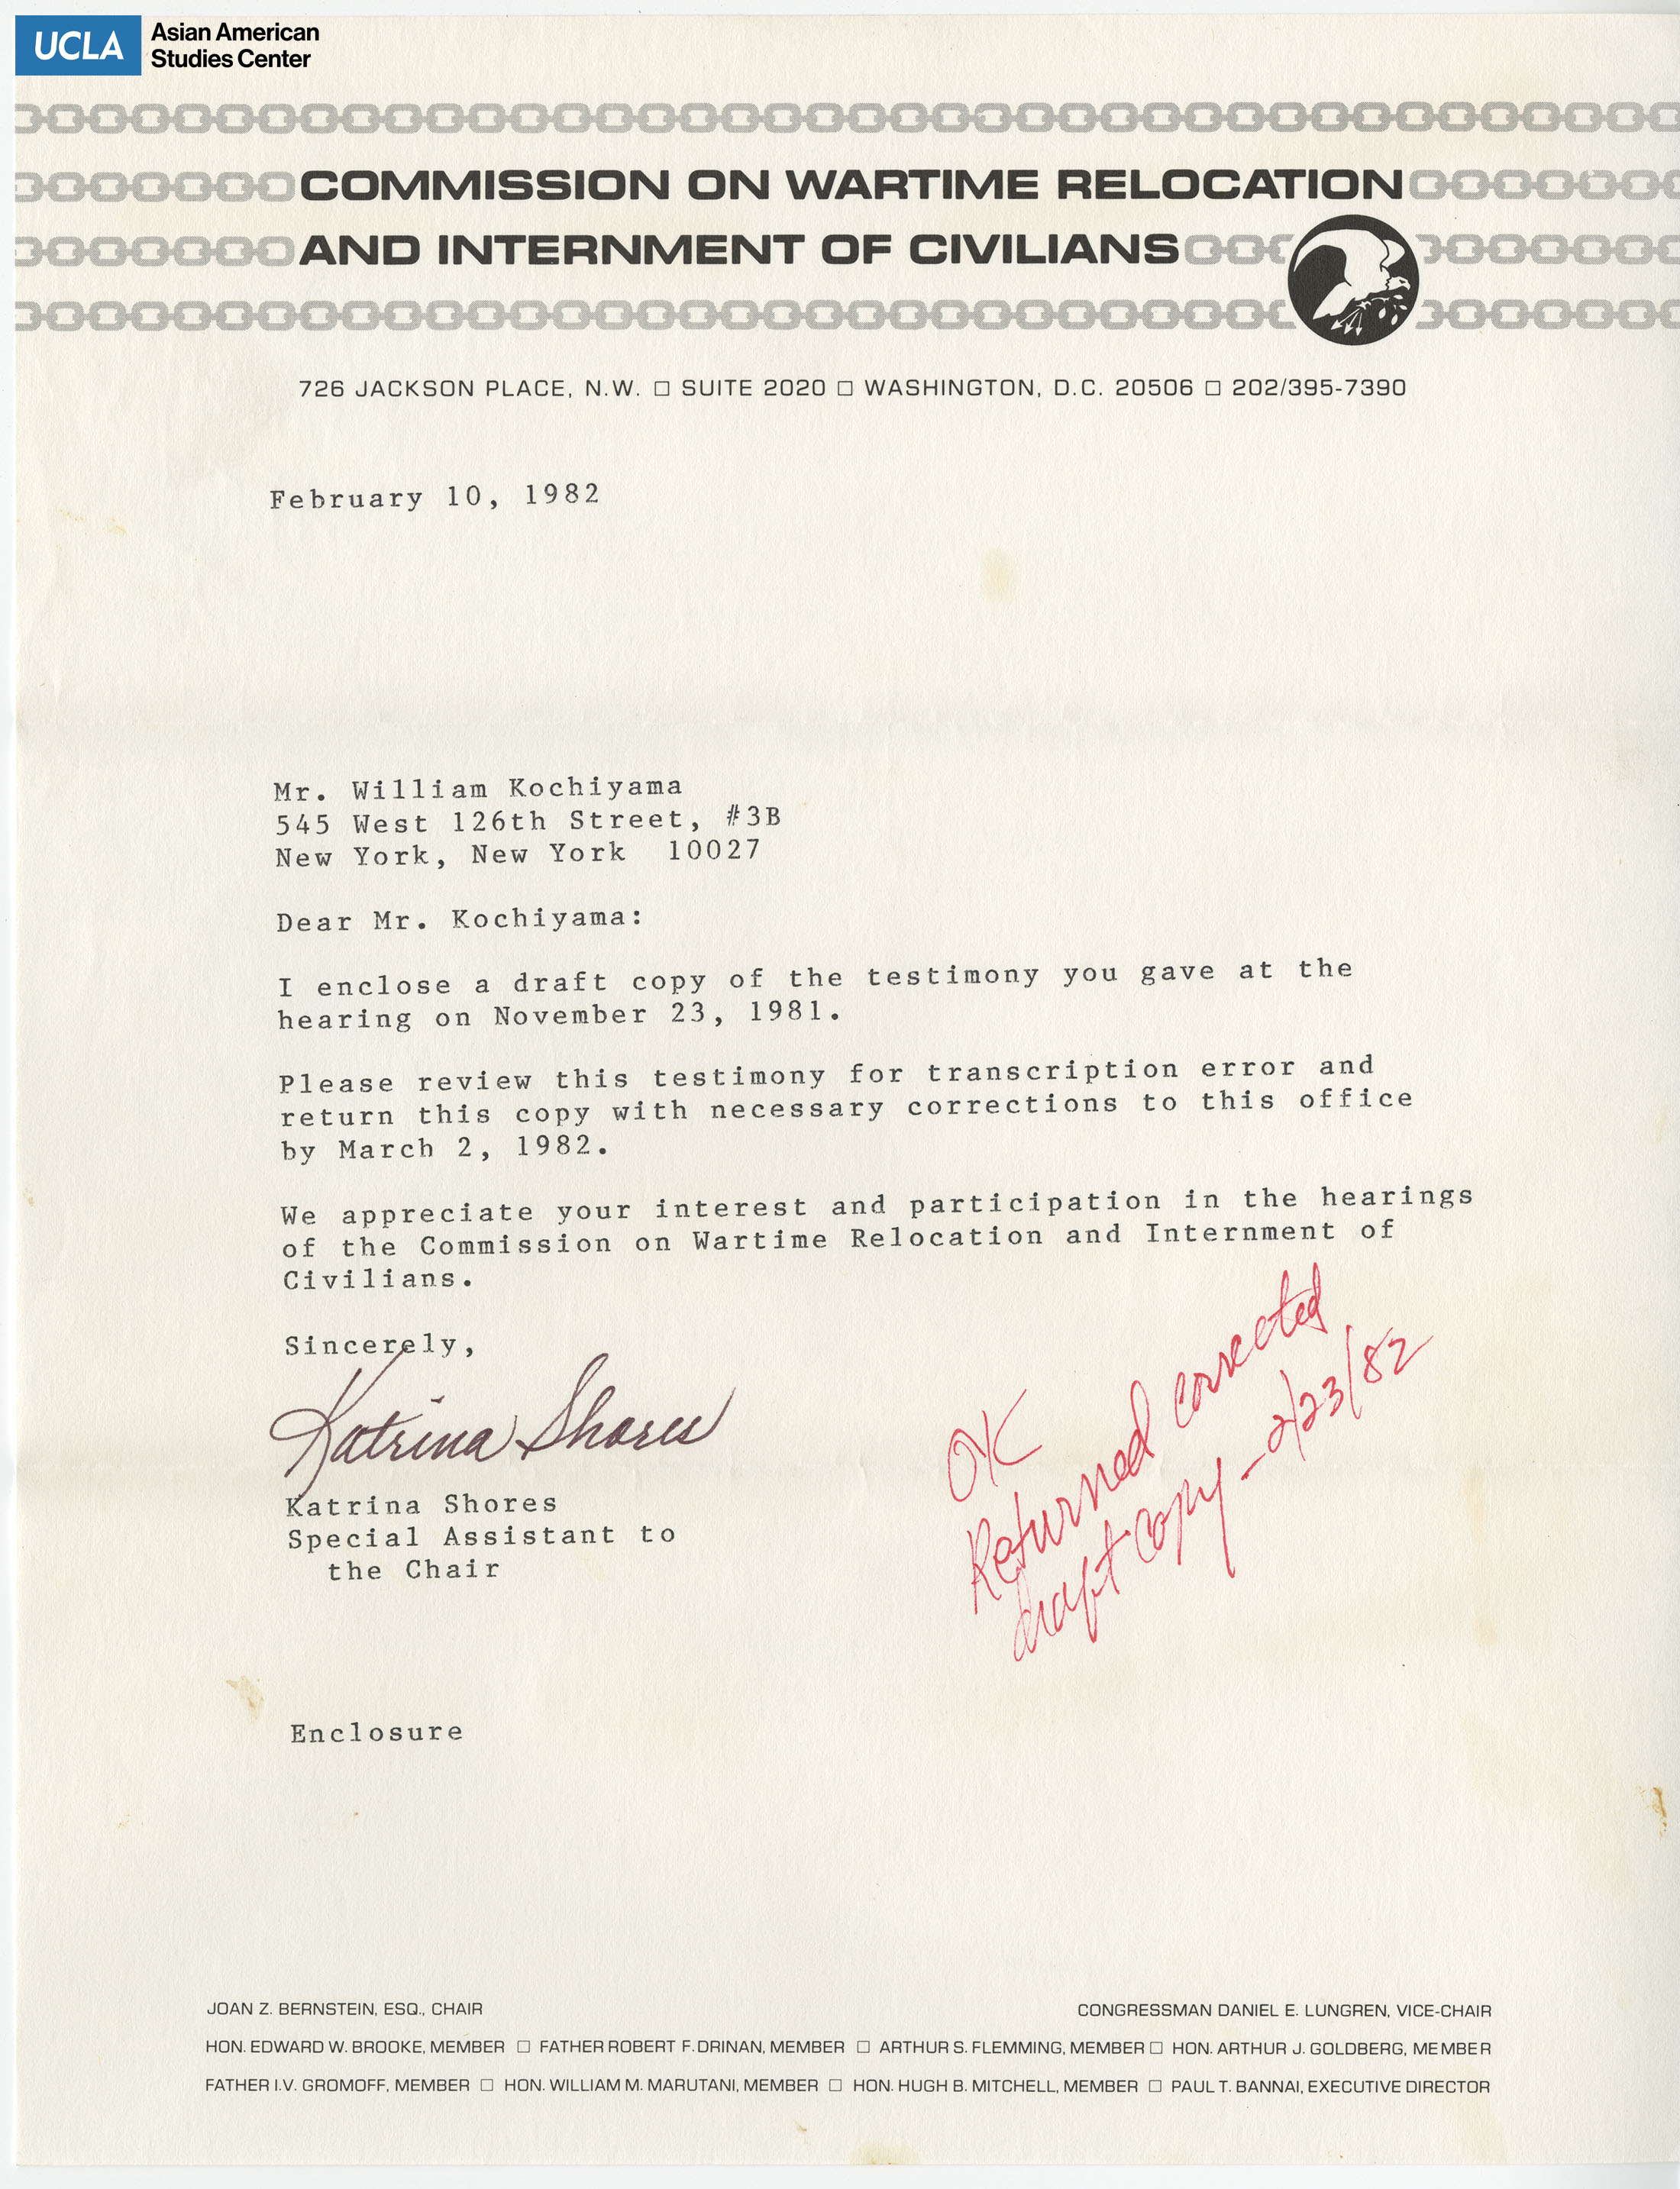 UCLA Asian American
Studies Center
COMMISSION ON WARTIME RELOCATION
AND INTERNMENT OF CIVILIANS
726 JACKSON PLACE, N.W. □ SUITE 2020 □ WASHINGTON, D.C. 20506 □ 202/395-7390
February 10, 1982
Mr. William Kochiyama
545 West 126th Street, #3B
New York, New York  10027
Dear Mr. Kochiyama:
I enclose a draft copy of the testimony you gave at the
hearing on November 23, 1981.
Please review this testimony for transcription error and
return this copy with necessary corrections to this office
by March 2, 1982.
We appreciate your interest and participation in the hearings
of the Commission on Wartime Relocation and Internment of
Civilians.
Sincerely,
Katrina Shores
Katrina Shores
Special Assistant to
the Chair
OK
Returned corrected
draft copy - 2/23/82
Enclosure
JOAN Z. BERNSTEIN, ESQ., CHAIR CONGRESSMAN DANIEL E. LUNGREN, VICE-CHAIR
HON. EDWARD W. BROOKE, MEMBER □ FATHER ROBERT F. DRINAN, MEMBER □ ARTHUR S. FLEMMING, MEMBER □ HON. ARTHUR J. GOLDBERG, MEMBER
FATHER I.V. GROMOFF, MEMBER □ HON. WILLIAM M. MARUTANI, MEMBER □ HON. HUGH B. MITCHELL, MEMBER □ PAUL T. BANNAI, EXECUTIVE DIRECTOR